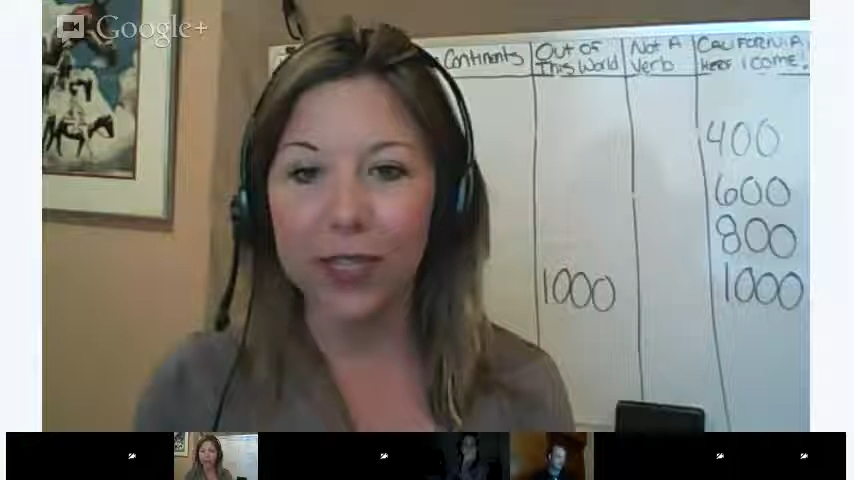 Google+
Continents
Out of
This World
Not A
Verb
California
Here I Come!
400
600
800
1000
1000